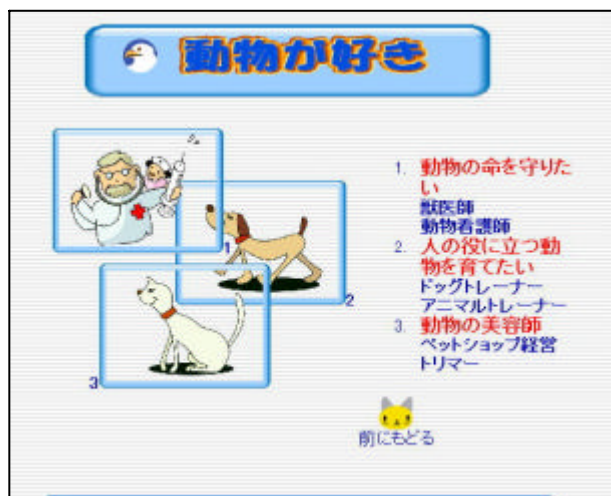 動物が好き
1
2
3
1. 動物の命を守りた
い
獣医師
動物看護師
2. 人の役に立つ動
物を育てたい
ドッグトレーナー
アニマルトレーナー
3. 動物の美容師
ペットショップ経営
トリマー
前にもどる